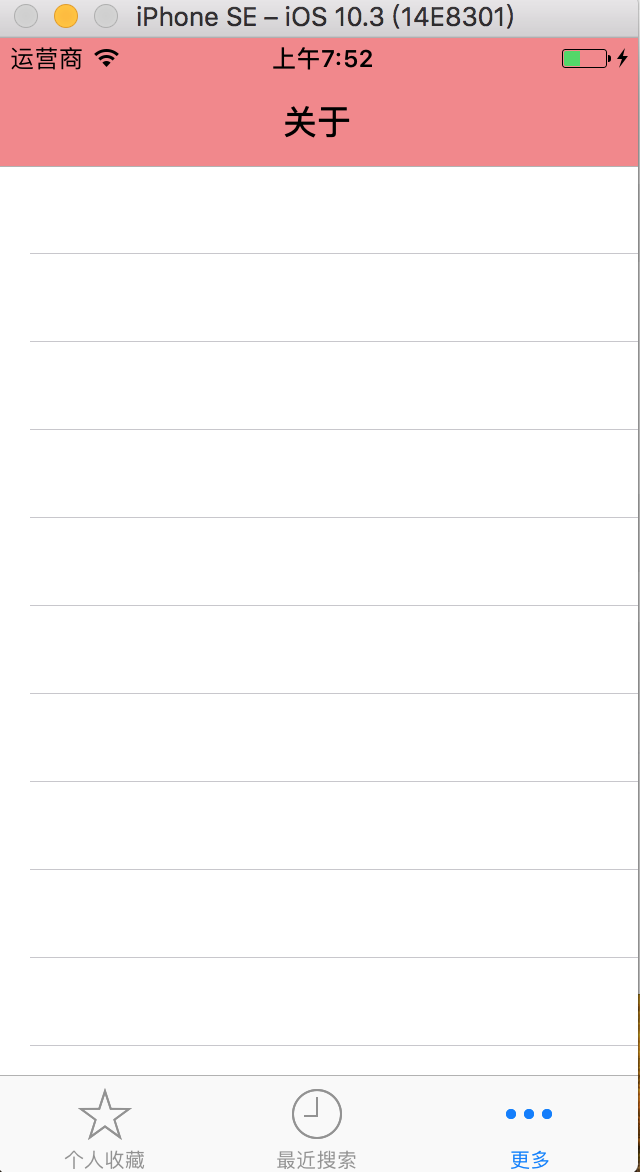 iPhone SE – iOS 10.3 (14E8301)
运营商 上午7:52
关于
个人收藏 最近搜索 更多